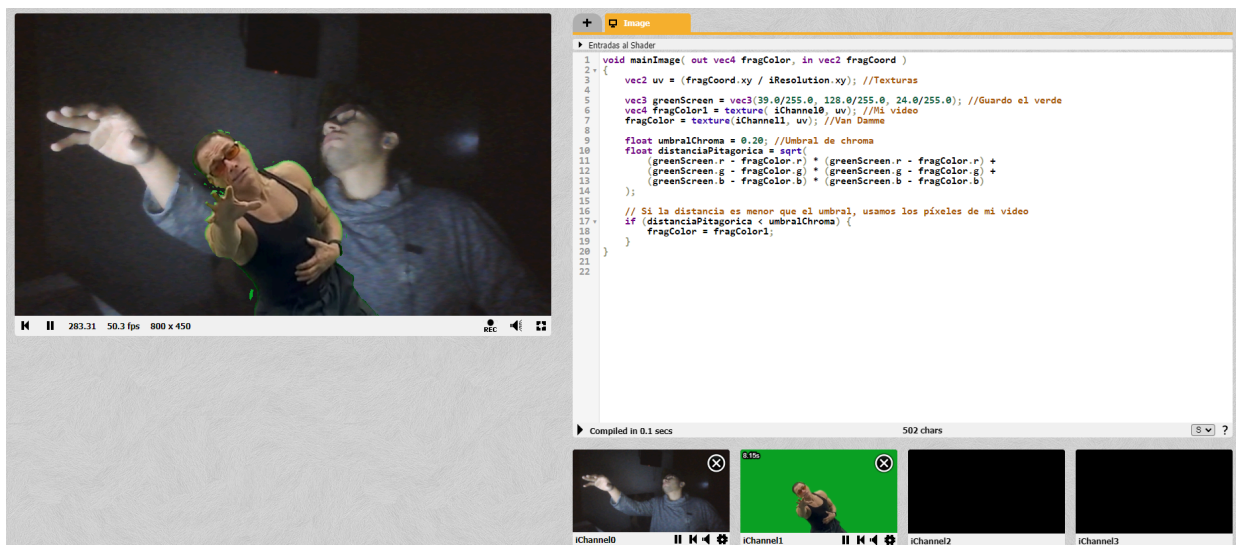 + Image
Entradas al Shader
1 void mainImage( out vec4 fragColor, in vec2 fragCoord )
2 {
3 vec2 uv = (fragCoord.xy / iResolution.xy); //Texturas
4
5 vec3 greenScreen = vec3(39.0/255.0, 128.0/255.0, 24.0/255.0); //Guardo el verde
6 vec4 fragColor1 = texture( iChannel0, uv); //Mi video
7 fragColor = texture(iChannel1, uv); //Van Damme
8
9 float umbralChroma = 0.20; //Umbral de chroma
10 float distanciaPitagorica = sqrt(
11 (greenScreen.r - fragColor.r) * (greenScreen.r - fragColor.r) +
12 (greenScreen.g - fragColor.g) * (greenScreen.g - fragColor.g) +
13 (greenScreen.b - fragColor.b) * (greenScreen.b - fragColor.b)
14 );
15
16 // Si la distancia es menor que el umbral, usamos los píxeles de mi video
17 if (distanciaPitagorica < umbralChroma) {
18 fragColor = fragColor1;
19 }
20 }
21
22
283.31 50.3 fps 800 x 450 REC
Compiled in 0.1 secs 502 chars S ?
8.15s
iChannel0 iChannel1 iChannel2 iChannel3